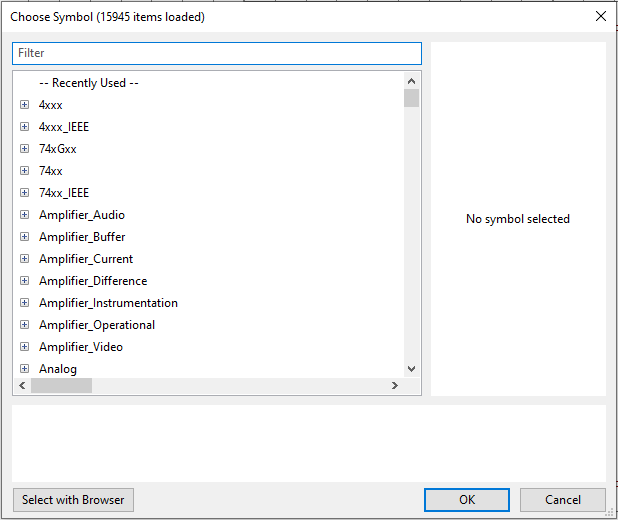 Choose Symbol (15945 items loaded)
Filter
-- Recently Used --
4xxx
4xxx_IEEE
74xGxx
74xx
74xx_IEEE
Amplifier_Audio
Amplifier_Buffer
Amplifier_Current
Amplifier_Difference
Amplifier_Instrumentation
Amplifier_Operational
Amplifier_Video
Analog
No symbol selected
Select with Browser
OK
Cancel